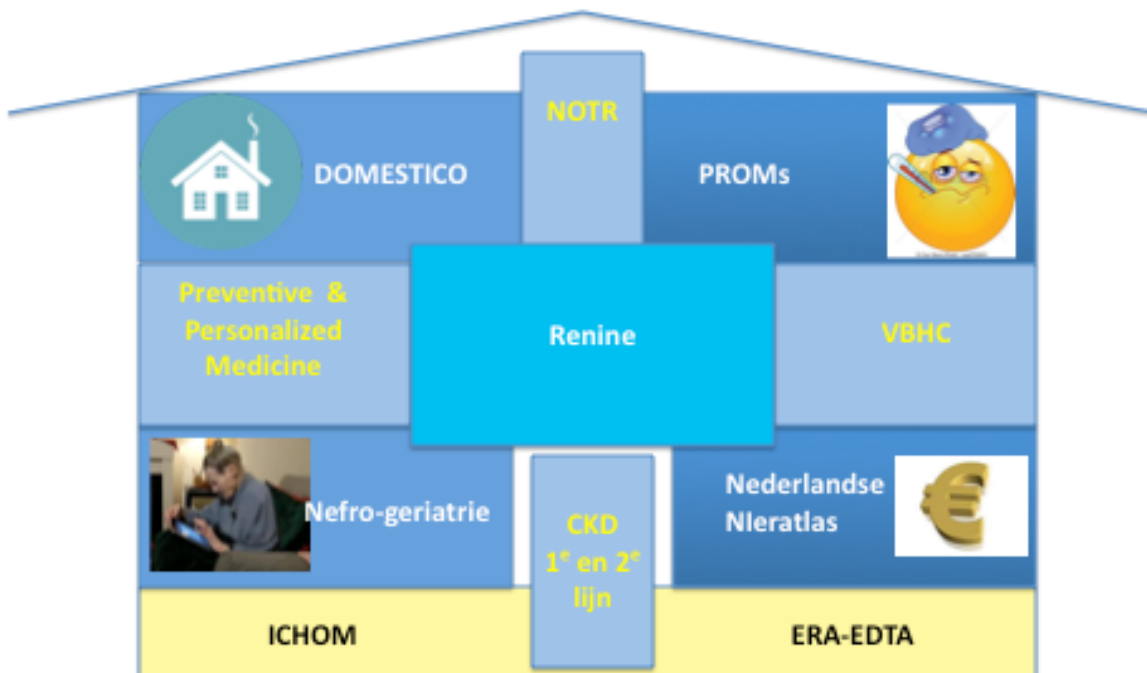 NOTR
DOMESTICO
PROMs
Preventive &
Personalized
Medicine
Renine
VBHC
Nefro-geriatrie
CKD
1e en 2e
lijn
Nederlandse
NIeratlas
ICHOM
ERA-EDTA